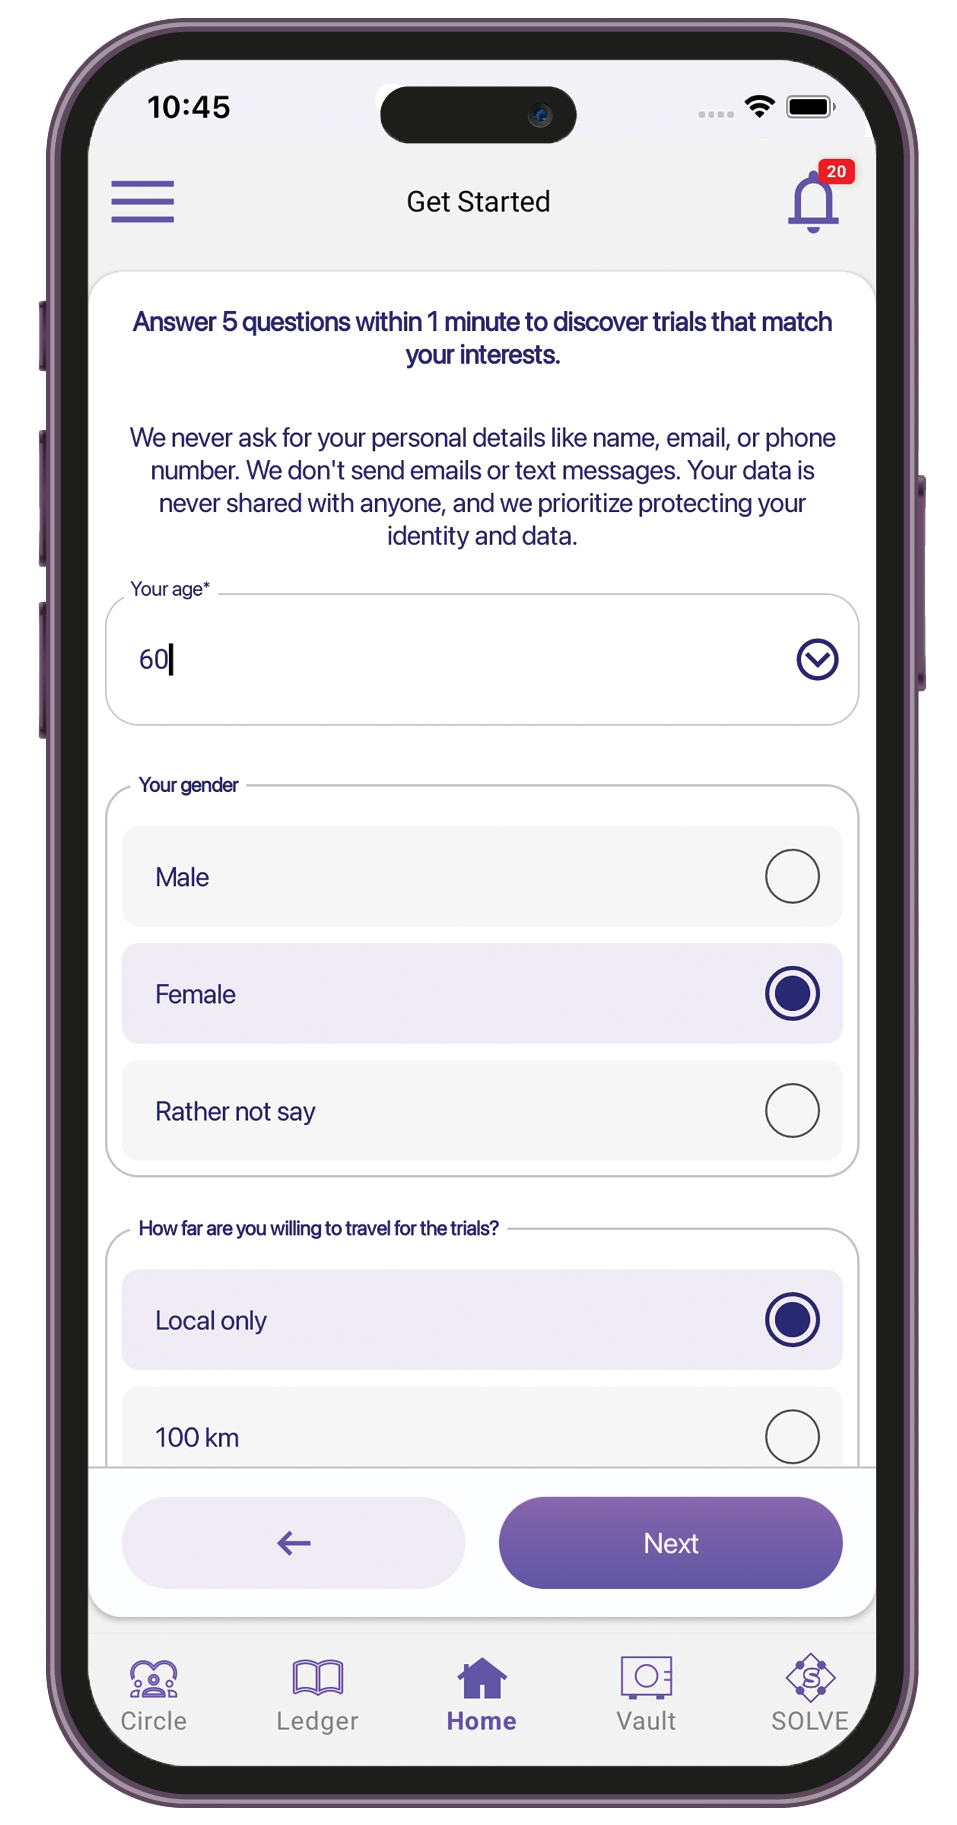 10:45
Get Started
20
Answer 5 questions within 1 minute to discover trials that match
your interests.
We never ask for your personal details like name, email, or phone
number. We don't send emails or text messages. Your data is
never shared with anyone, and we prioritize protecting your
identity and data.
Your age*
60
Your gender
Male
Female
Rather not say
How far are you willing to travel for the trials?
Local only
100 km
Next
Circle
Ledger
Home
Vault
S
SOLVE